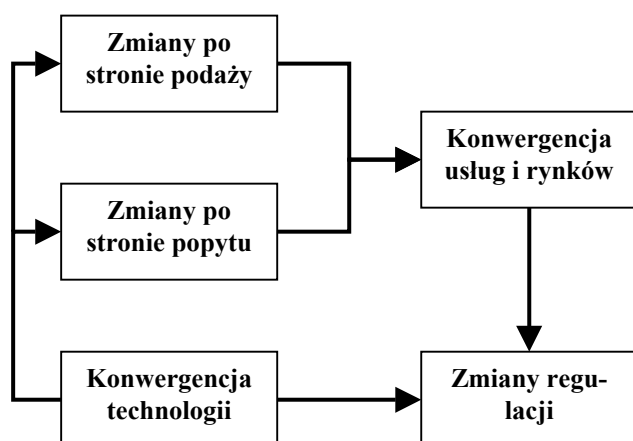 Zmiany po
stronie podaży
Konwergencja
usług i rynków
Zmiany po
stronie popytu
Konwergencja
technologii
Zmiany regu-
lacji